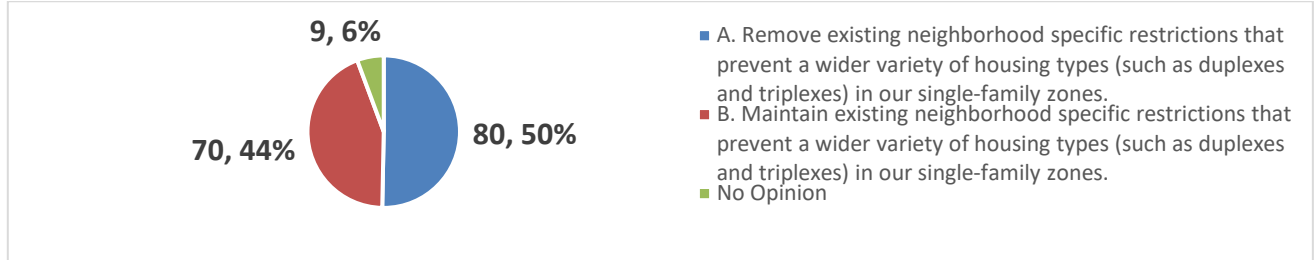 9, 6%
70, 44%
80, 50%
A. Remove existing neighborhood specific restrictions that
prevent a wider variety of housing types (such as duplexes
and triplexes) in our single-family zones.
B. Maintain existing neighborhood specific restrictions that
prevent a wider variety of housing types (such as duplexes
and triplexes) in our single-family zones.
No Opinion